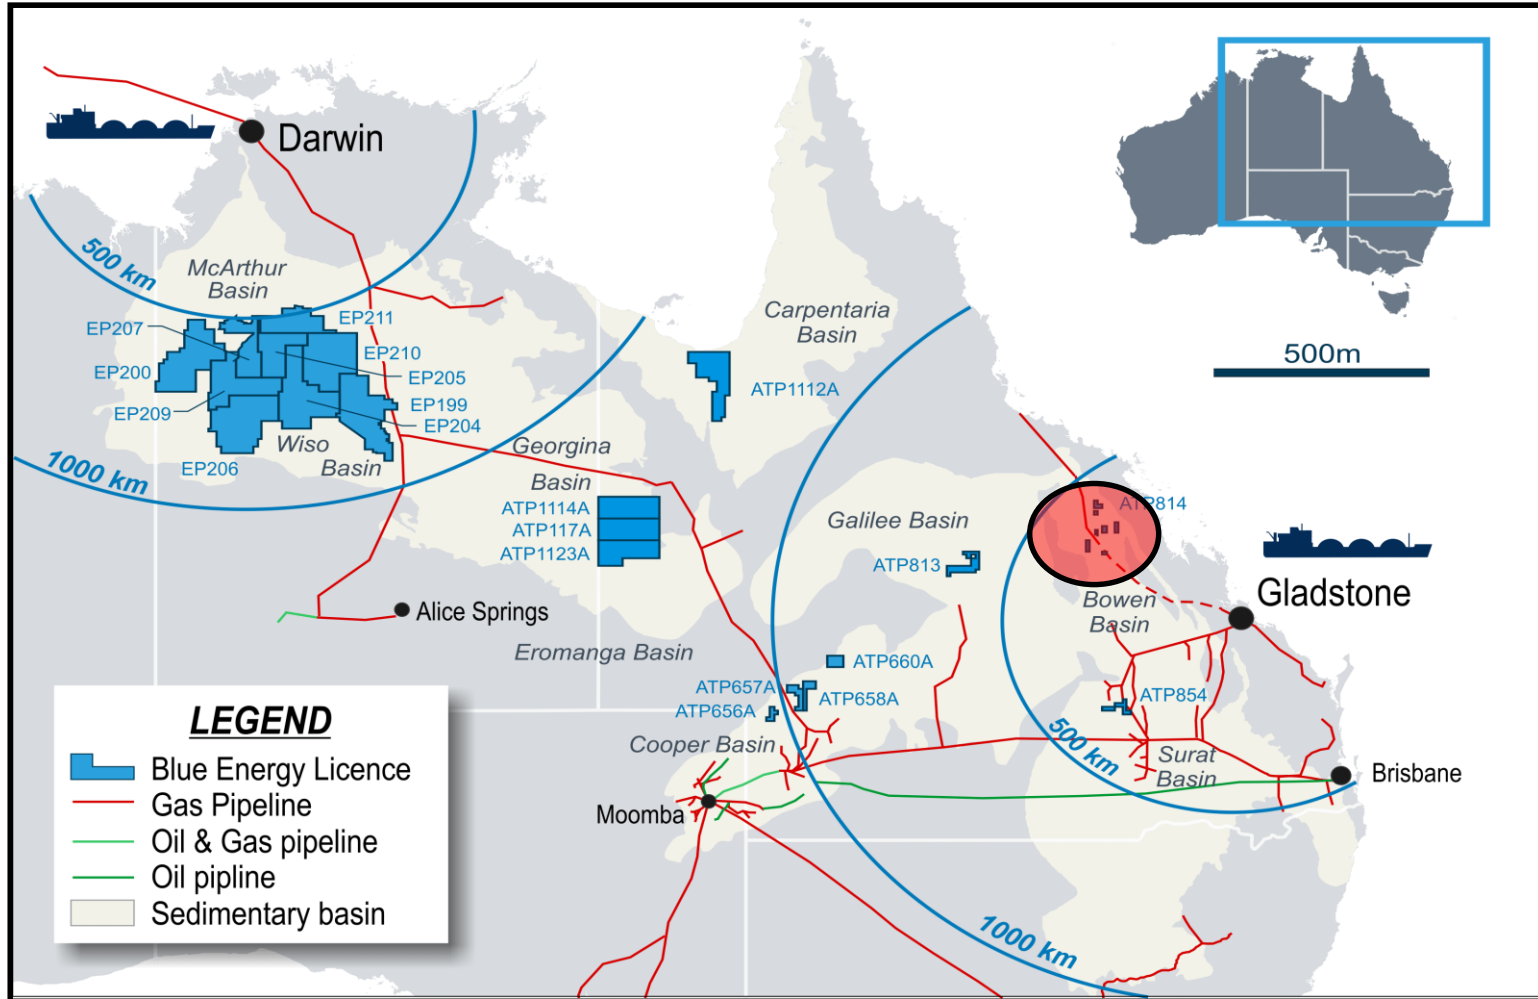 Darwin
500 km
McArthur
Basin
EP207
EP211
EP210
EP200
EP205
EP199
EP209
EP204
Wiso
Basin
EP206
1000 km
Georgina
Basin
Carpentaria
Basin
ATP1112A
500m
ATP1114A
ATP117A
ATP1123A
Galilee Basin
ATP814
ATP813
Gladstone
Bowen
Basin
Alice Springs
Eromanga Basin
ATP660A
ATP657A
ATP658A
ATP656A
ATP854
Cooper Basin
500 km
Surat
Basin
Brisbane
Moomba
1000 km
LEGEND
Blue Energy Licence
Gas Pipeline
Oil & Gas pipeline
Oil pipline
Sedimentary basin